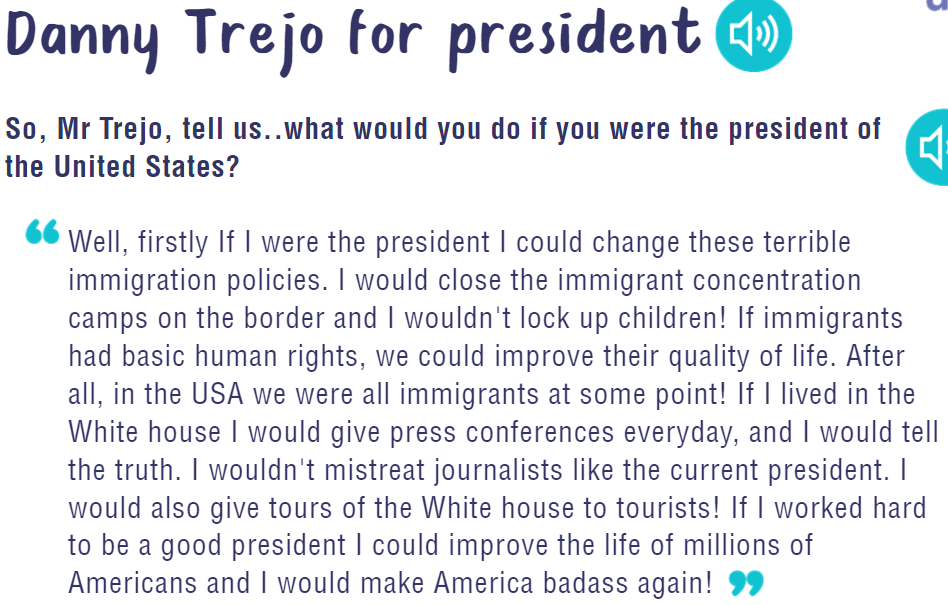 Danny Trejo for president
So, Mr Trejo, tell us..what would you do if you were the president of
the United States?
“ Well, firstly If I were the president I could change these terrible
immigration policies. I would close the immigrant concentration
camps on the border and I wouldn't lock up children! If immigrants
had basic human rights, we could improve their quality of life. After
all, in the USA we were all immigrants at some point! If I lived in the
White house I would give press conferences everyday, and I would tell
the truth. I wouldn't mistreat journalists like the current president. I
would also give tours of the White house to tourists! If I worked hard
to be a good president I could improve the life of millions of
Americans and I would make America badass again! ”